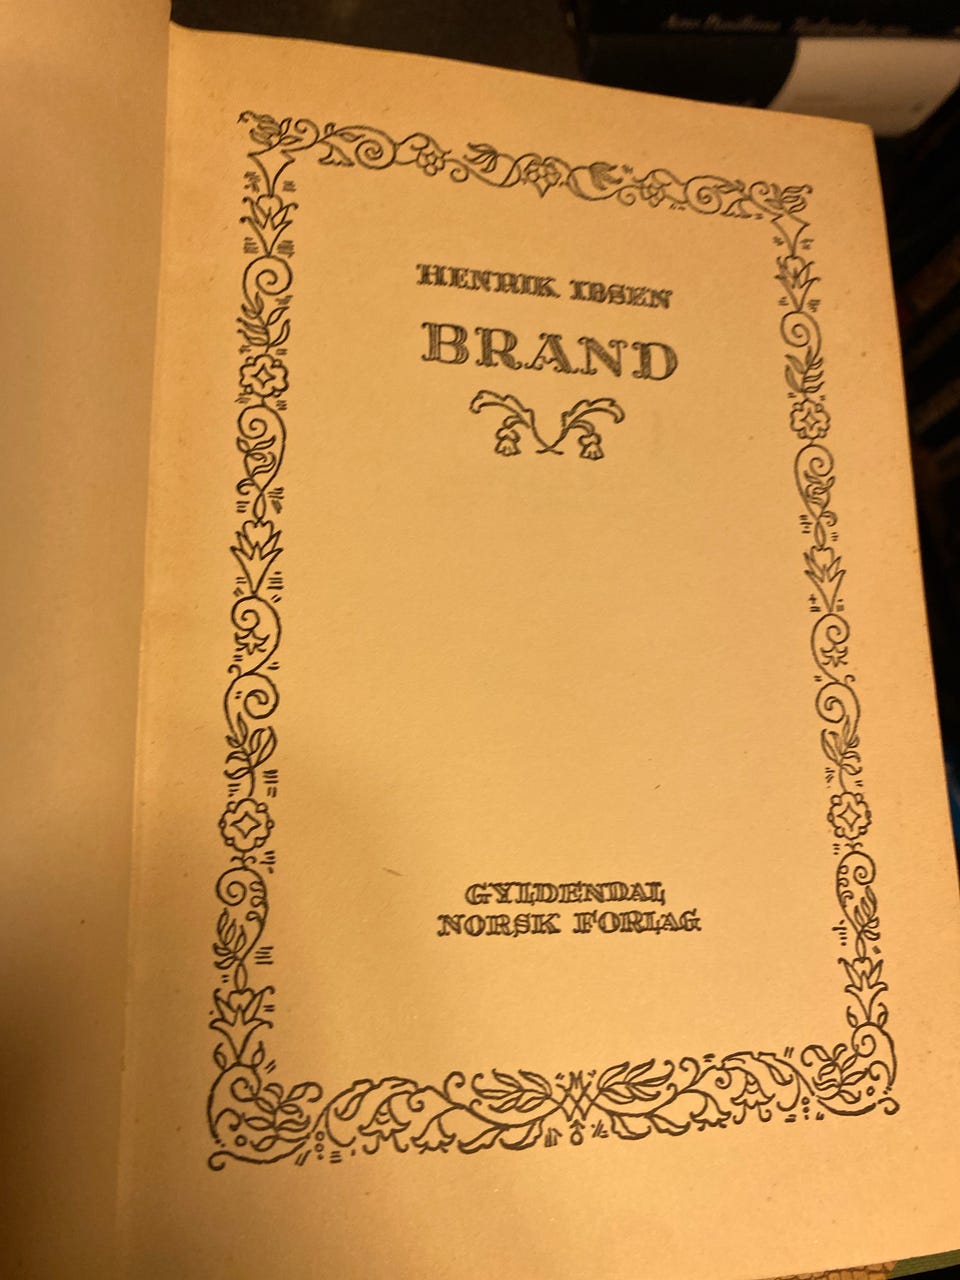 HENRIK IBSEN
BRAND
GYLDENDAL
NORSK FORLAG